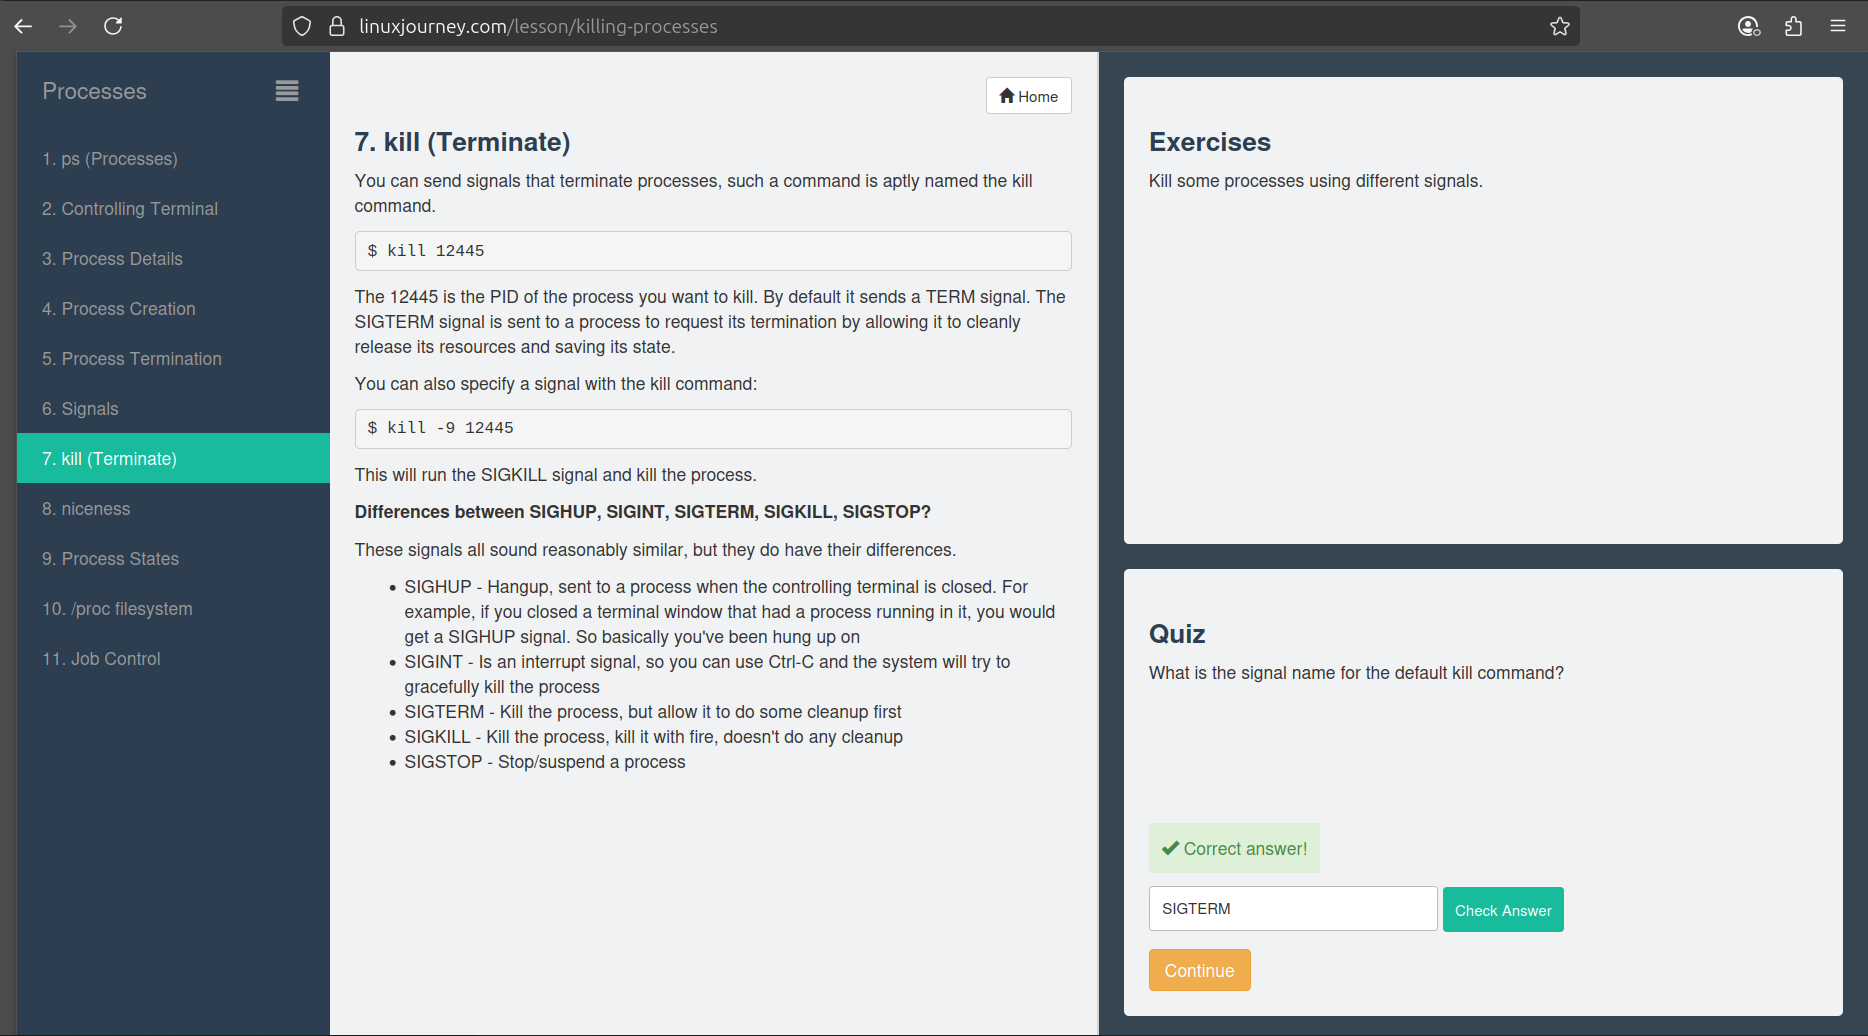 linuxjourney.com/lesson/killing-processes
Processes
1. ps (Processes)
2. Controlling Terminal
3. Process Details
4. Process Creation
5. Process Termination
6. Signals
7. kill (Terminate)
8. niceness
9. Process States
10. /proc filesystem
11. Job Control
Home
7. kill (Terminate)
You can send signals that terminate processes, such a command is aptly named the kill
command.
$ kill 12445
The 12445 is the PID of the process you want to kill. By default it sends a TERM signal. The
SIGTERM signal is sent to a process to request its termination by allowing it to cleanly
release its resources and saving its state.
You can also specify a signal with the kill command:
$ kill -9 12445
This will run the SIGKILL signal and kill the process.
Differences between SIGHUP, SIGINT, SIGTERM, SIGKILL, SIGSTOP?
These signals all sound reasonably similar, but they do have their differences.
• SIGHUP - Hangup, sent to a process when the controlling terminal is closed. For
example, if you closed a terminal window that had a process running in it, you would
get a SIGHUP signal. So basically you've been hung up on
• SIGINT - Is an interrupt signal, so you can use Ctrl-C and the system will try to
gracefully kill the process
• SIGTERM - Kill the process, but allow it to do some cleanup first
• SIGKILL - Kill the process, kill it with fire, doesn't do any cleanup
• SIGSTOP - Stop/suspend a process
Exercises
Kill some processes using different signals.
Quiz
What is the signal name for the default kill command?
Correct answer!
SIGTERM
Check Answer
Continue